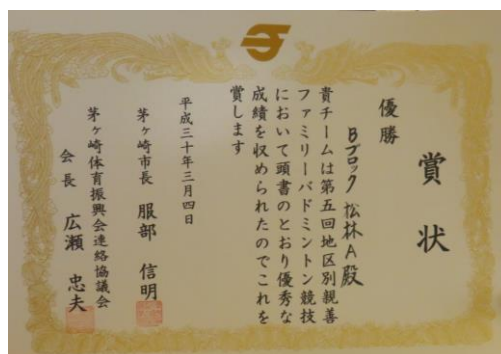 賞状
優勝
Bブロック 松林A殿
貴チームは第五回地区別親善
ファミリーバドミントン競技
において頭書のとおり優秀な
成績を収められたのでこれを
賞します
平成三十年三月四日
茅ヶ崎市長 服部 信明
茅ヶ崎体育振興会連絡協議会
会長 広瀬 忠夫